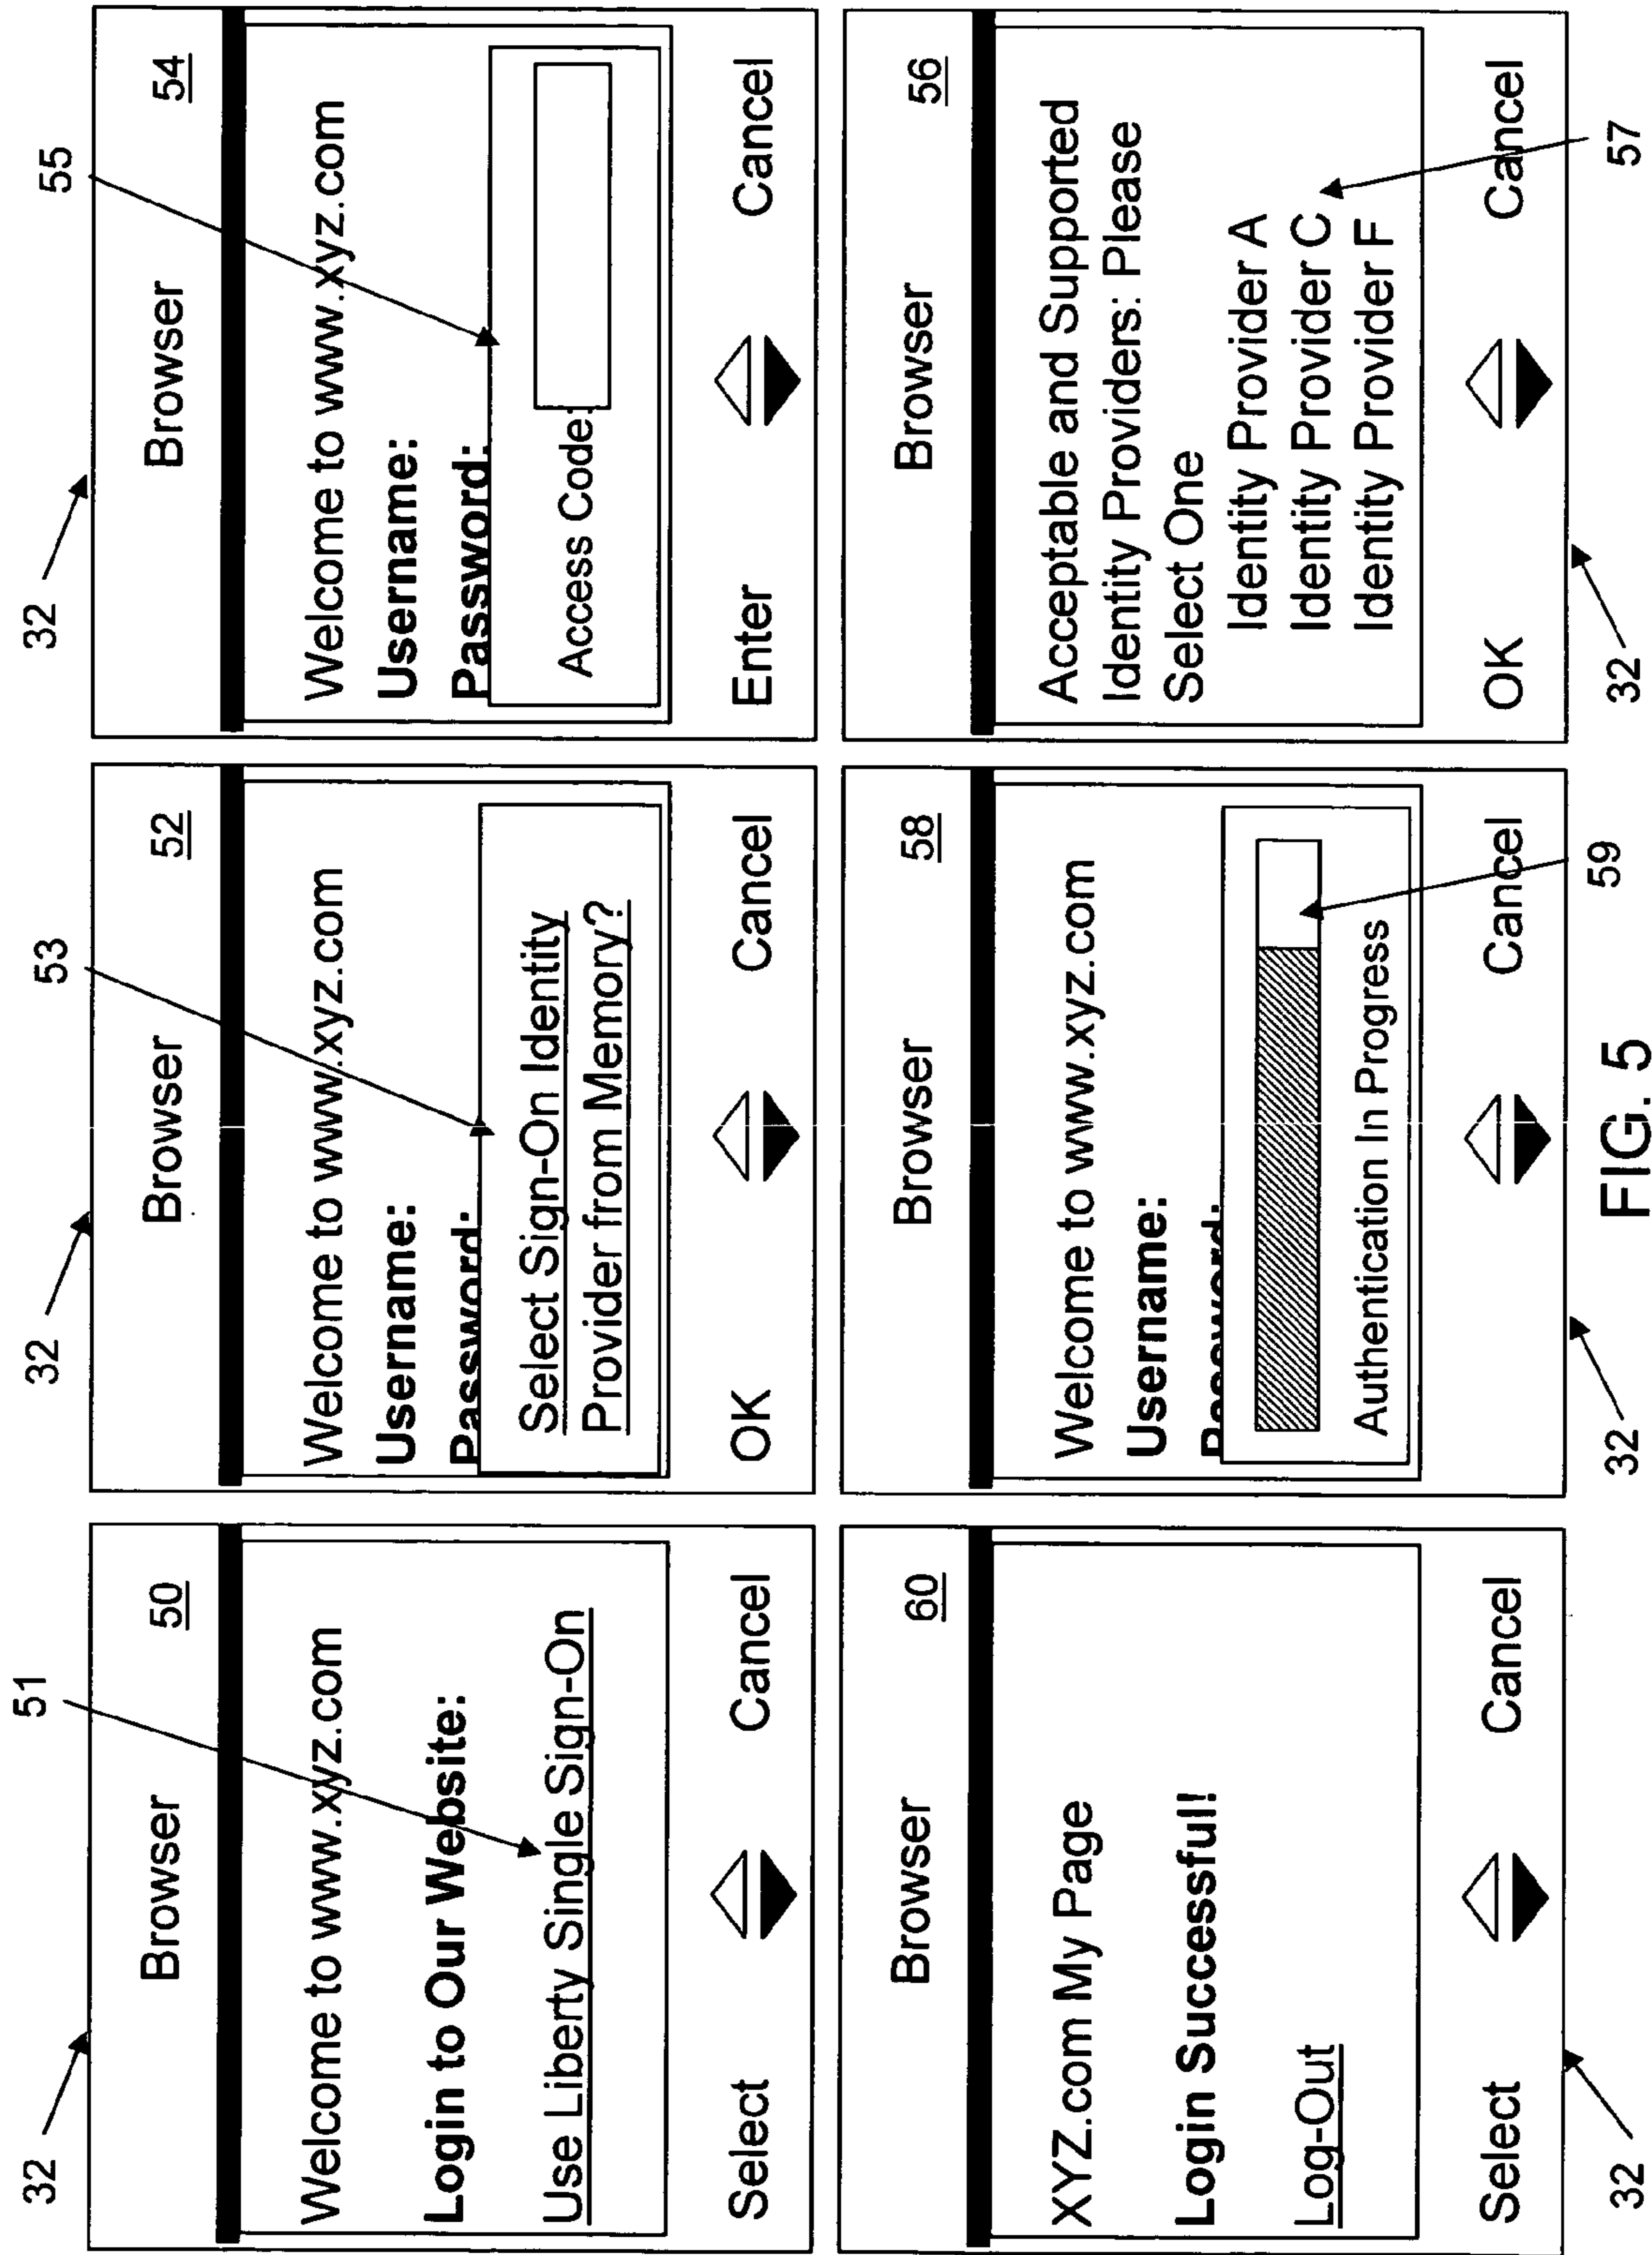 32
51
Browser
50
Welcome to www.xyz.com
Login to Our Website:
Use Liberty Single Sign-On
Select
Cancel
32
53
Browser
52
Welcome to www.xyz.com
Username:
Password:
Select Sign-On Identity
Provider from Memory?
OK
Cancel
32
55
Browser
54
Welcome to www.xyz.com
Username:
Password:
Access Code:
Enter
Cancel
Browser
60
XYZ.com My Page
Login Successful!
Log-Out
Select
Cancel
32
Browser
58
Welcome to www.xyz.com
Username:
Password:
Authentication In Progress
Cancel
32
59
Browser
56
Acceptable and Supported
Identity Providers: Please
Select One
Identity Provider A
Identity Provider C
Identity Provider F
OK
Cancel
32
57
FIG. 5